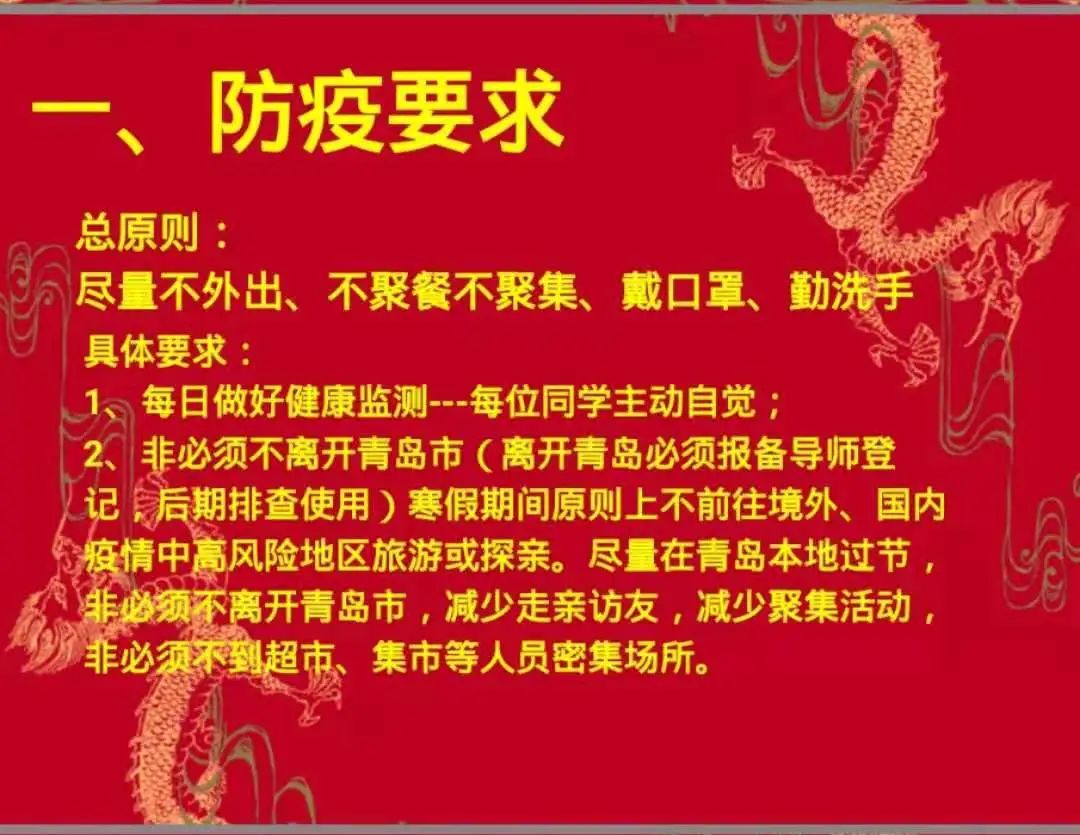 一、防疫要求
总原则：
尽量不外出、不聚餐不聚集、戴口罩、勤洗手
具体要求：
1、每日做好健康监测---每位同学主动自觉；
2、非必须不离开青岛市（离开青岛必须报备导师登
记，后期排查使用）寒假期间原则上不前往境外、国内
疫情中高风险地区旅游或探亲。尽量在青岛本地过节，
非必须不离开青岛市，减少走亲访友，减少聚集活动，
非必须不到超市、集市等人员密集场所。